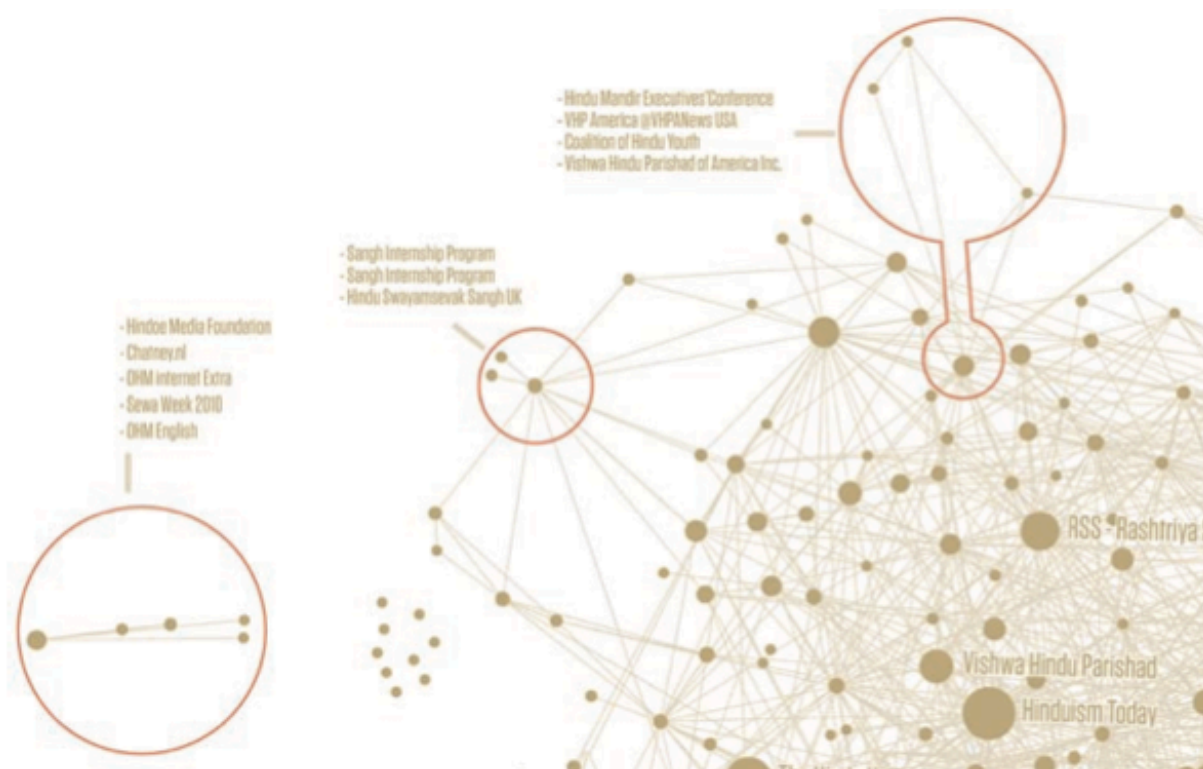 - Hindu Mandir Executives'Conference
- VHP America @VHPANews USA
- Coalition of Hindu Youth
- Vishwa Hindu Parishad of America Inc.
- Sangh Internship Program
- Sangh Internship Program
- Hindu Swayamsevak Sangh UK
- Hindoe Media Foundation
- Chatney.nl
- OHM internet Extra
- Sewa Week 2010
- OHM English
RSS - Rashtriya
Vishwa Hindu Parishad
Hinduism Today